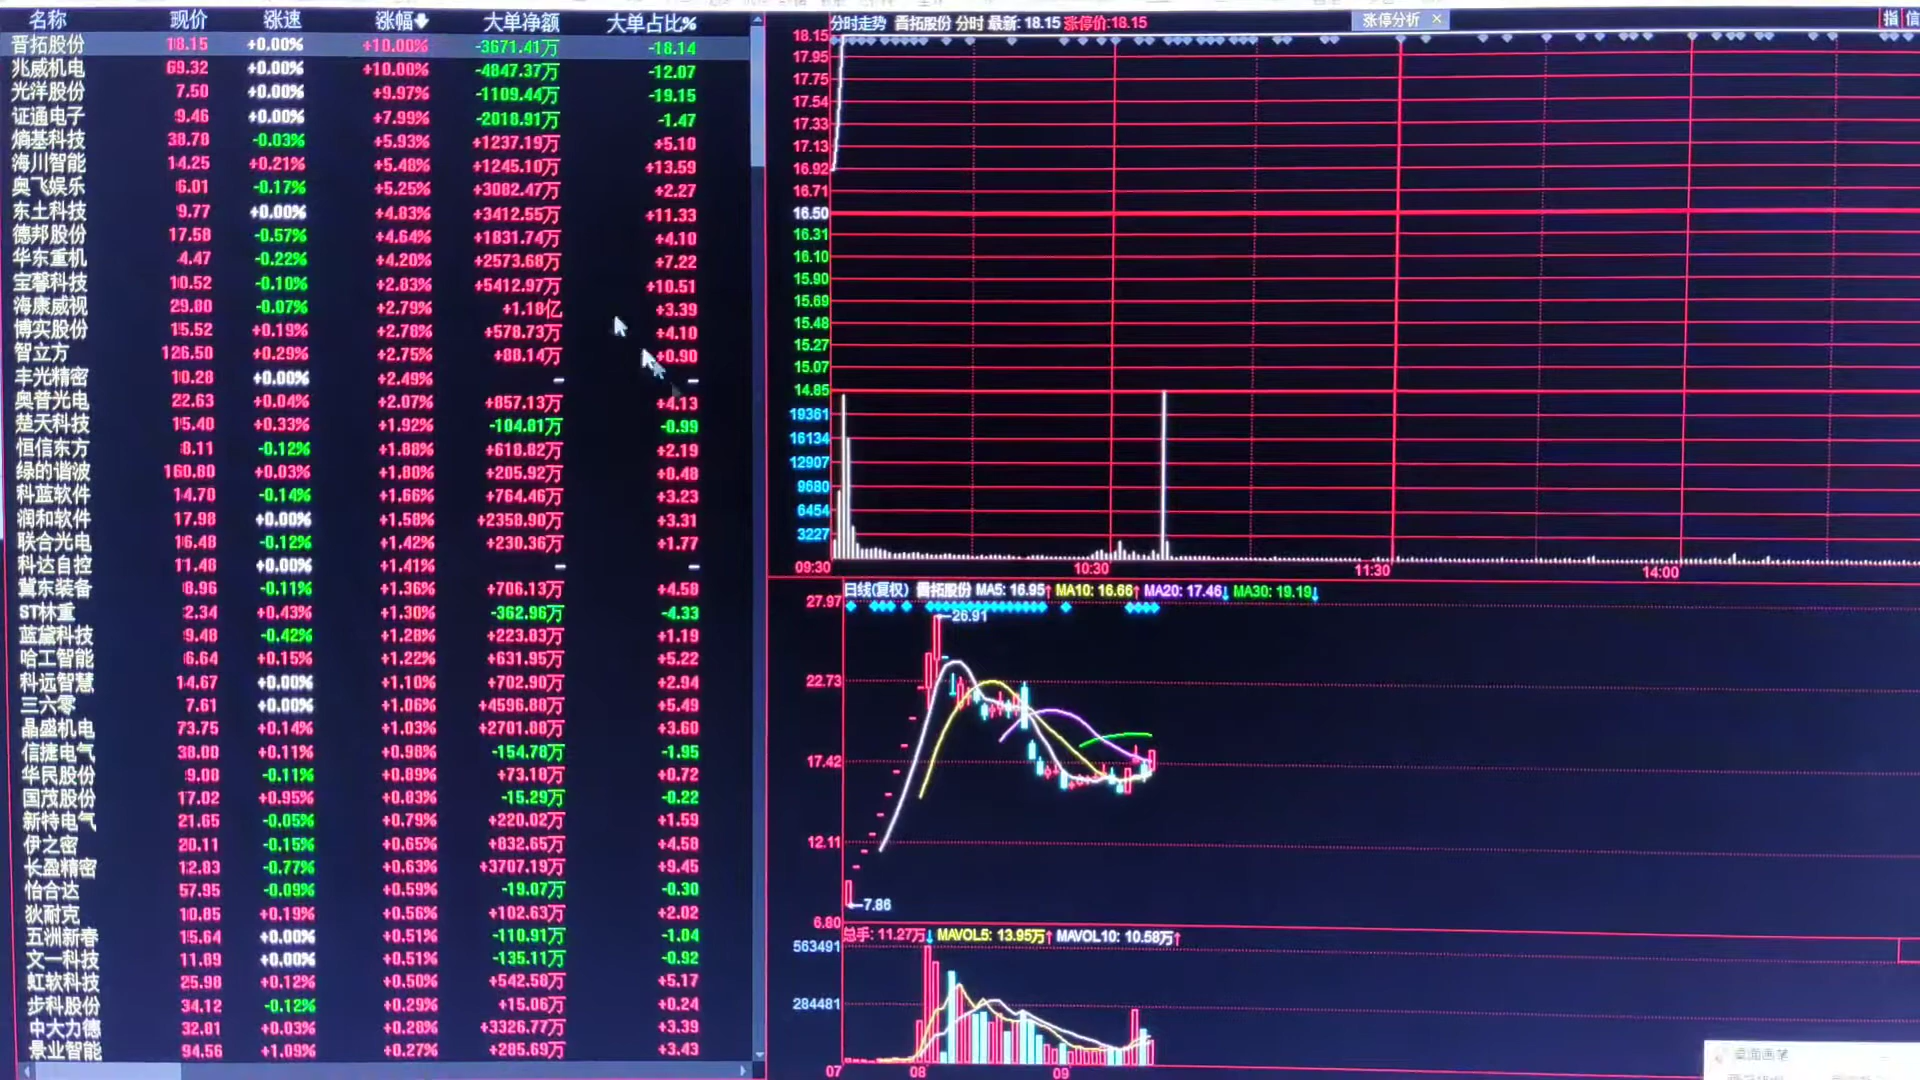 名称 现价 涨速 涨幅 大单净额 大单占比%
晋拓股份 18.15 +0.00% +10.00% -3671.41万 -18.14
兆威机电 69.32 +0.00% +10.00% -4847.37万 -12.07
光洋股份 7.50 +0.00% +9.97% -1109.44万 -19.15
证通电子 9.46 +0.00% +7.99% -2018.91万 -1.47
熵基科技 38.78 -0.03% +5.93% +1237.19万 +5.10
海川智能 14.25 +0.21% +5.48% +1245.10万 +13.59
奥飞娱乐 6.01 -0.17% +5.25% +3082.47万 +2.27
东土科技 9.77 +0.00% +4.83% +3412.55万 +11.33
德邦股份 17.58 -0.57% +4.64% +1831.74万 +4.10
华东重机 4.47 -0.22% +4.20% +2573.68万 +7.22
宝馨科技 10.52 -0.10% +2.83% +5412.97万 +10.51
海康威视 29.80 -0.07% +2.79% +1.18亿 +3.39
博实股份 15.52 +0.19% +2.78% +578.73万 +4.10
智立方 126.50 +0.29% +2.75% +88.14万 +0.90
丰光精密 10.28 +0.00% +2.49% — —
奥普光电 22.63 +0.04% +2.07% +857.13万 +4.13
楚天科技 15.40 +0.33% +1.92% -104.81万 -0.99
恒信东方 8.11 -0.12% +1.88% +618.82万 +2.19
绿的谐波 160.80 +0.03% +1.80% +205.92万 +0.48
科蓝软件 14.70 -0.14% +1.66% +764.46万 +3.23
润和软件 17.98 +0.00% +1.58% +2358.90万 +3.31
联合光电 16.48 -0.12% +1.42% +230.36万 +1.77
科达自控 11.48 +0.00% +1.41% — —
冀东装备 8.96 -0.11% +1.36% +706.13万 +4.58
ST林重 2.34 +0.43% +1.30% -362.96万 -4.33
蓝黛科技 9.48 -0.42% +1.28% +223.03万 +1.19
哈工智能 6.64 +0.15% +1.22% +631.95万 +5.22
科远智慧 14.67 +0.00% +1.10% +702.90万 +2.94
三六零 7.61 +0.00% +1.06% +4596.88万 +5.49
晶盛机电 73.75 +0.14% +1.03% +2701.08万 +3.60
信捷电气 38.00 +0.11% +0.98% -154.78万 -1.95
华民股份 9.08 -0.11% +0.89% +73.18万 +0.72
国茂股份 17.02 +0.95% +0.83% -15.29万 -0.22
新特电气 21.65 -0.05% +0.79% +220.02万 +1.59
伊之密 20.11 -0.15% +0.65% +832.65万 +4.58
长盈精密 12.83 -0.77% +0.63% +3707.19万 +9.45
怡合达 57.95 -0.09% +0.59% -19.07万 -0.30
狄耐克 10.85 +0.19% +0.56% +102.63万 +2.02
五洲新春 15.64 +0.00% +0.51% -110.91万 -1.04
文一科技 11.89 +0.00% +0.51% -135.11万 -0.92
虹软科技 25.98 +0.12% +0.50% +542.58万 +5.17
步科股份 34.12 -0.12% +0.29% +15.06万 +0.24
中大力德 32.81 +0.03% +0.28% +3326.77万 +3.39
景业智能 94.56 +1.09% +0.27% +285.69万 +3.43
分时走势 晋拓股份 分时 最新: 18.15 涨停价:18.15 涨停分析 × 指 信
18.15
17.95
17.75
17.54
17.33
17.13
16.92
16.71
16.50
16.31
16.10
15.90
15.69
15.48
15.27
15.07
14.85
19361
16134
12907
9680
6454
3227
09:30 10:30 11:30 14:00
日线(复权) 晋拓股份 MA5: 16.95↑ MA10: 16.66↑ MA20: 17.46↓ MA30: 19.19↓
27.97
26.91
22.73
17.42
12.11
7.86
6.80
总手: 11.27万↓ MAVOL5: 13.95万↑ MAVOL10: 10.58万↑
563491
284481
07 08 09
桌面画笔